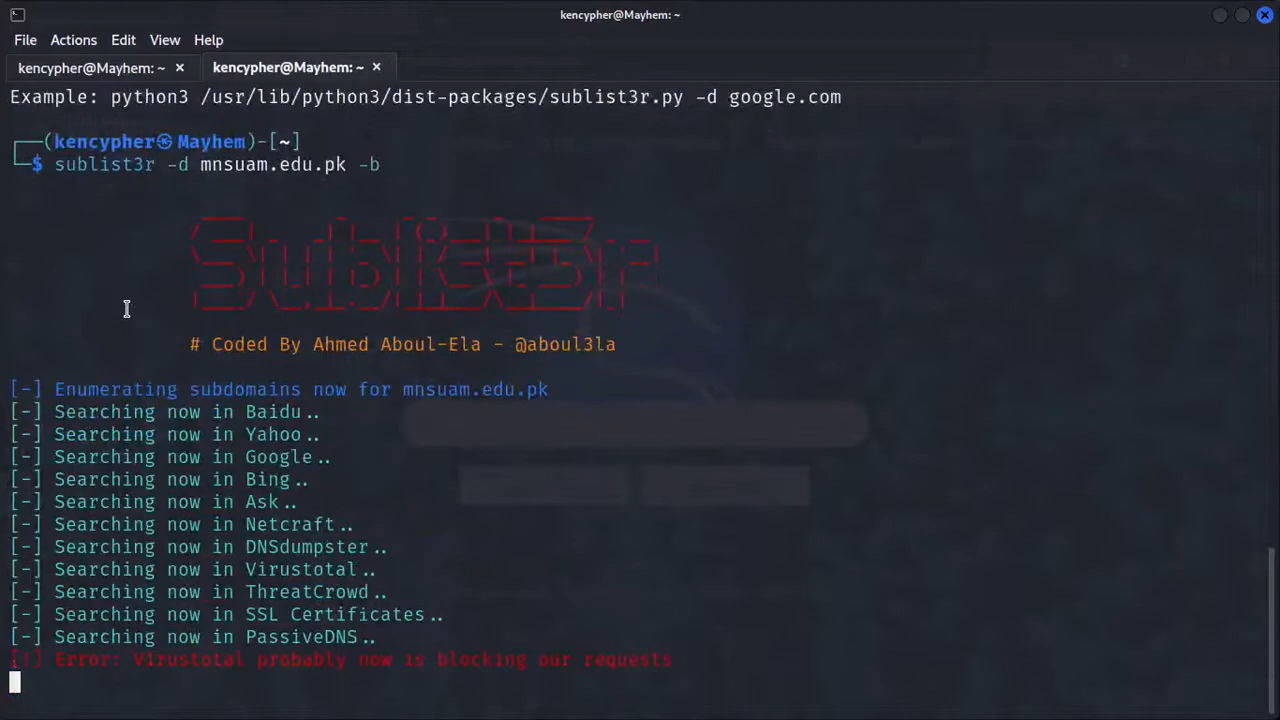 kencypher@Mayhem: ~
File Actions Edit View Help
kencypher@Mayhem: ~ × kencypher@Mayhem: ~ ×
Example: python3 /usr/lib/python3/dist-packages/sublist3r.py -d google.com
┌──(kencypher㉿Mayhem)-[~]
└─$ sublist3r -d mnsuam.edu.pk -b
Sublist3r
# Coded By Ahmed Aboul-Ela - @aboul3la
[-] Enumerating subdomains now for mnsuam.edu.pk
[-] Searching now in Baidu..
[-] Searching now in Yahoo..
[-] Searching now in Google..
[-] Searching now in Bing..
[-] Searching now in Ask..
[-] Searching now in Netcraft..
[-] Searching now in DNSdumpster..
[-] Searching now in Virustotal..
[-] Searching now in ThreatCrowd..
[-] Searching now in SSL Certificates..
[-] Searching now in PassiveDNS..
[!] Error: Virustotal probably now is blocking our requests